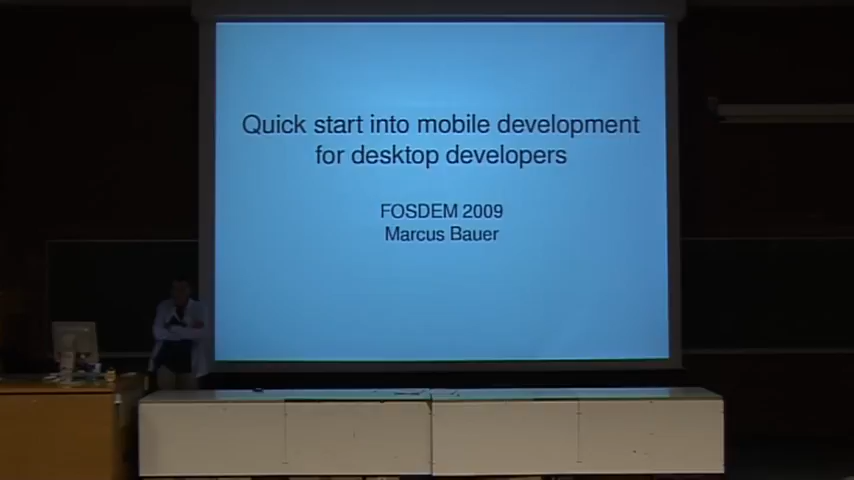 Quick start into mobile development
for desktop developers
FOSDEM 2009
Marcus Bauer